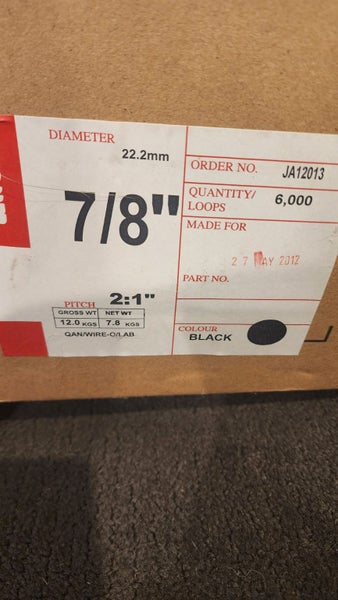 DIAMETER
22.2mm
7/8"
PITCH 2:1"
GROSS WT NET WT
12.0 KGS 7.8 KGS
QAN/WIRE-O/LAB
ORDER NO. JA12013
QUANTITY/
LOOPS 6,000
MADE FOR
27 MAY 2012
PART NO.
COLOUR
BLACK